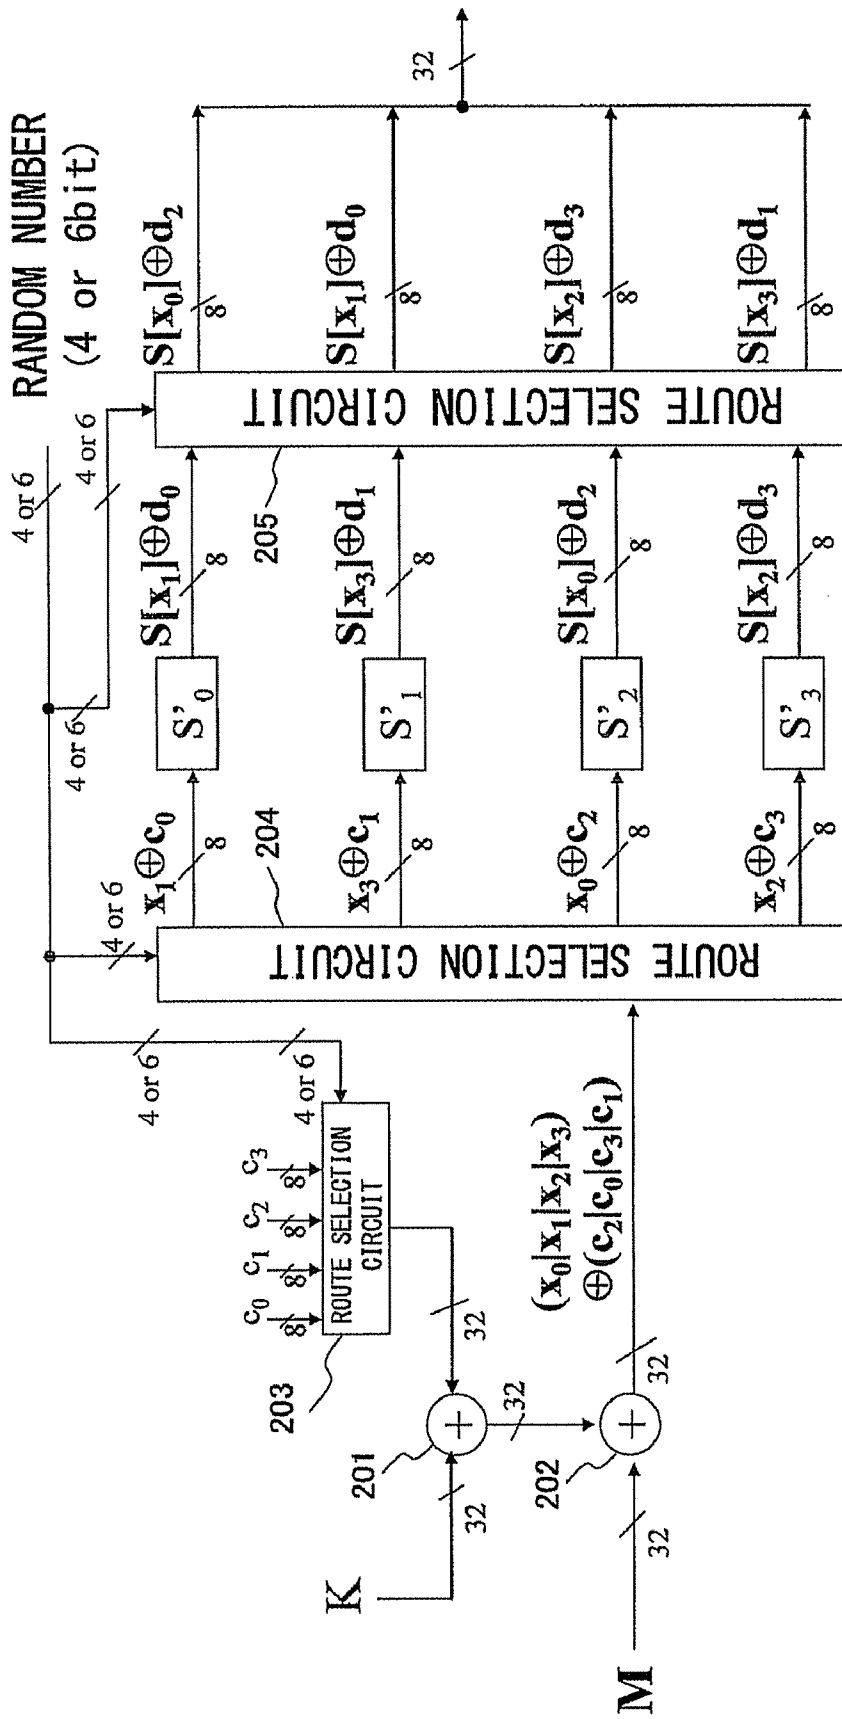 RANDOM NUMBER
(4 or 6bit)
4 or 6
4 or 6
4 or 6
4 or 6
4 or 6
4 or 6
c₀ c₁ c₂ c₃
8 8 8 8
ROUTE SELECTION
CIRCUIT
203
K
32
201
+
32
32
M
32
202
+
32
(x₀|x₁|x₂|x₃)
⊕(c₂|c₀|c₃|c₁)
ROUTE SELECTION CIRCUIT
204
x₁⊕c₀
8
S'₀
S[x₁]⊕d₀
8
x₃⊕c₁
8
S'₁
S[x₃]⊕d₁
8
x₀⊕c₂
8
S'₂
S[x₀]⊕d₂
8
x₂⊕c₃
8
S'₃
S[x₂]⊕d₃
8
ROUTE SELECTION CIRCUIT
205
S[x₀]⊕d₂
8
S[x₁]⊕d₀
8
S[x₂]⊕d₃
8
S[x₃]⊕d₁
8
32